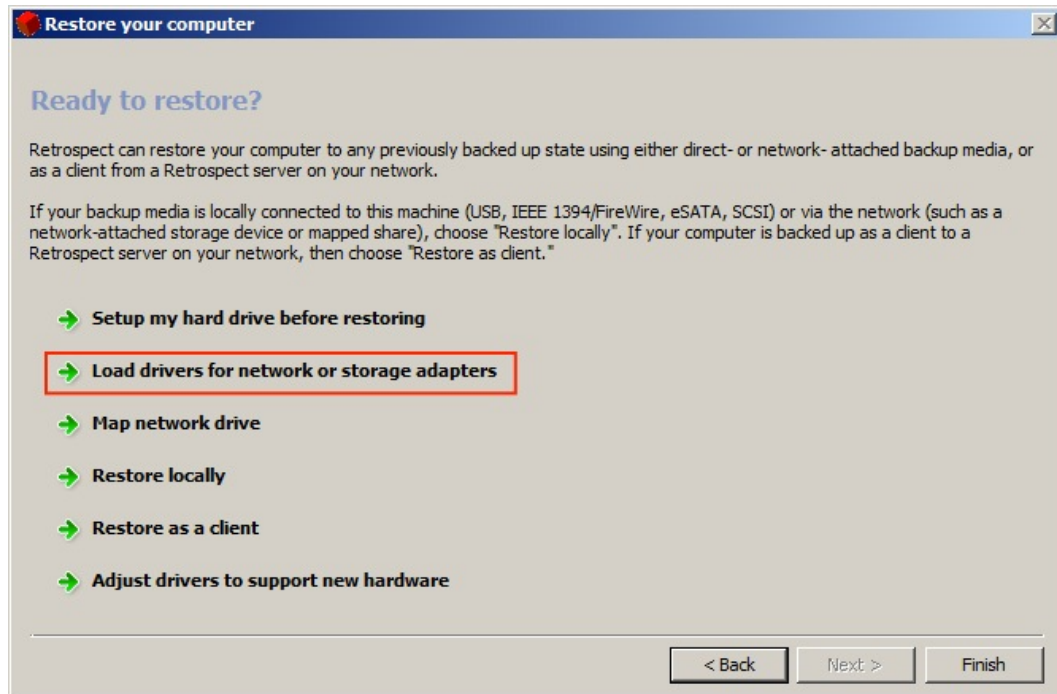 Restore your computer
Ready to restore?
Retrospect can restore your computer to any previously backed up state using either direct- or network- attached backup media, or
as a client from a Retrospect server on your network.
If your backup media is locally connected to this machine (USB, IEEE 1394/FireWire, eSATA, SCSI) or via the network (such as a
network-attached storage device or mapped share), choose "Restore locally". If your computer is backed up as a client to a
Retrospect server on your network, then choose "Restore as client."
Setup my hard drive before restoring
Load drivers for network or storage adapters
Map network drive
Restore locally
Restore as a client
Adjust drivers to support new hardware
< Back Next > Finish